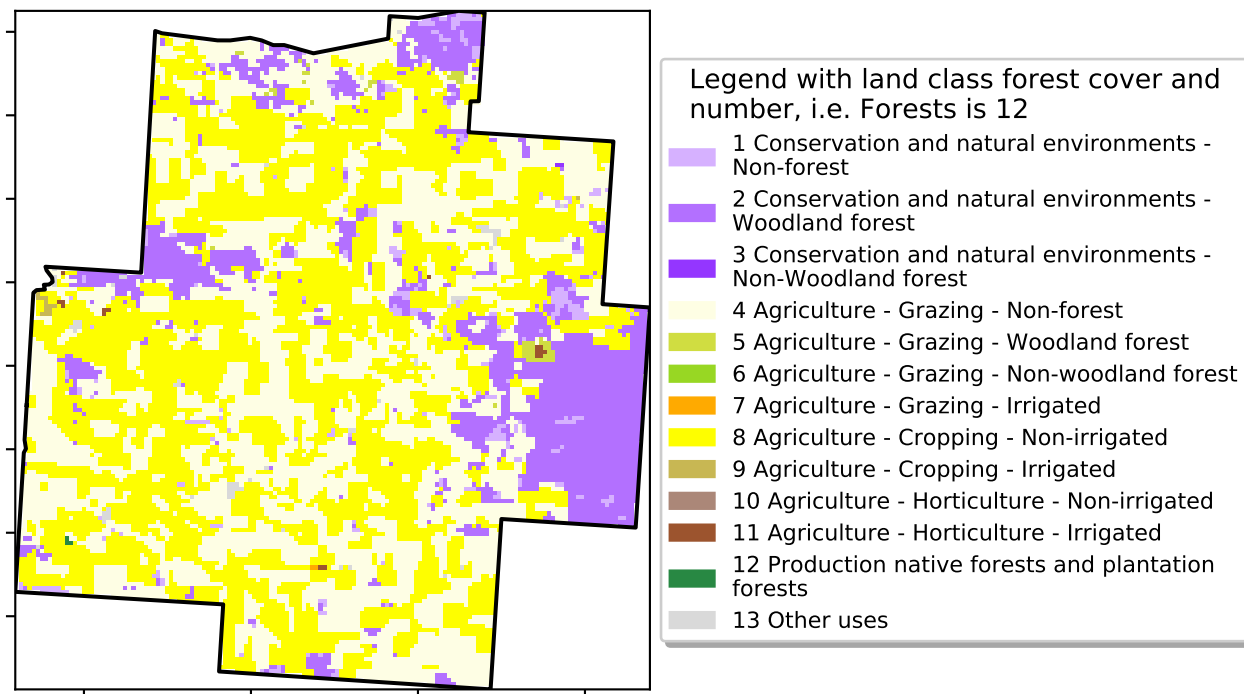 Legend with land class forest cover and
number, i.e. Forests is 12
1 Conservation and natural environments -
Non-forest
2 Conservation and natural environments -
Woodland forest
3 Conservation and natural environments -
Non-Woodland forest
4 Agriculture - Grazing - Non-forest
5 Agriculture - Grazing - Woodland forest
6 Agriculture - Grazing - Non-woodland forest
7 Agriculture - Grazing - Irrigated
8 Agriculture - Cropping - Non-irrigated
9 Agriculture - Cropping - Irrigated
10 Agriculture - Horticulture - Non-irrigated
11 Agriculture - Horticulture - Irrigated
12 Production native forests and plantation
forests
13 Other uses